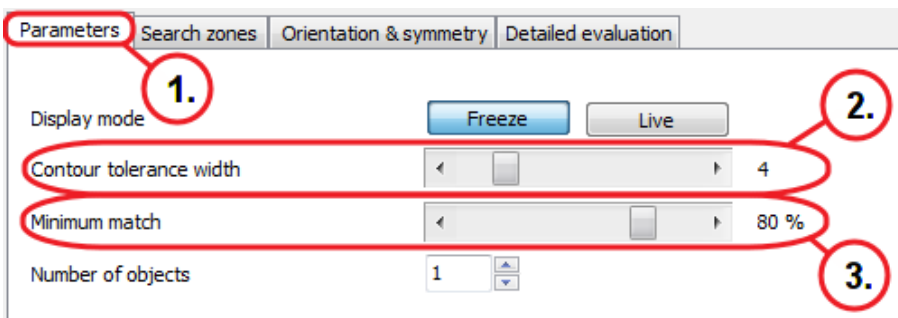 Parameters Search zones Orientation & symmetry Detailed evaluation
1.
Display mode Freeze Live 2.
Contour tolerance width 4
Minimum match 80 %
Number of objects 1 3.